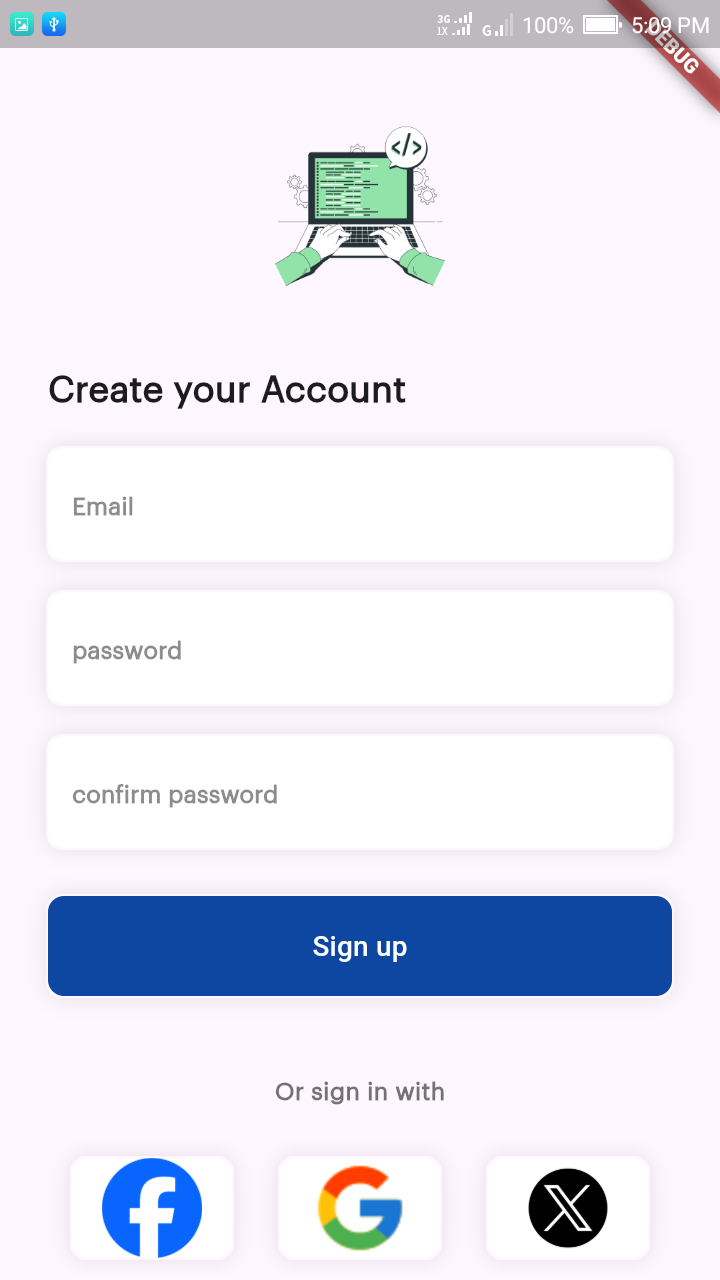 3G
1X
G
100%
5:09 PM
DEBUG
</>
Create your Account
Email
password
confirm password
Sign up
Or sign in with